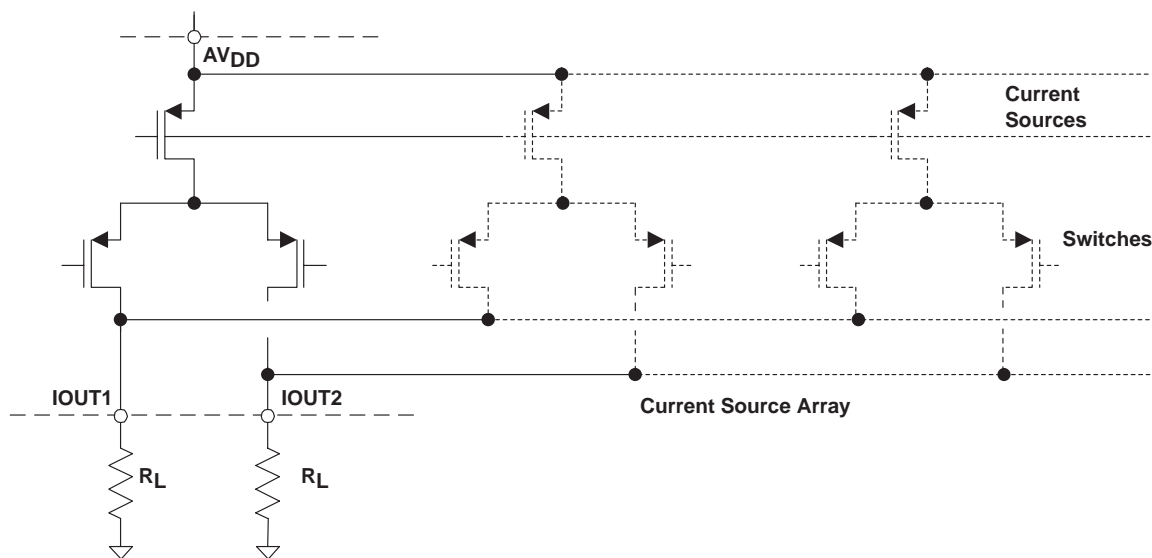 AVDD
Current
Sources
Switches
IOUT1
IOUT2
Current Source Array
RL
RL